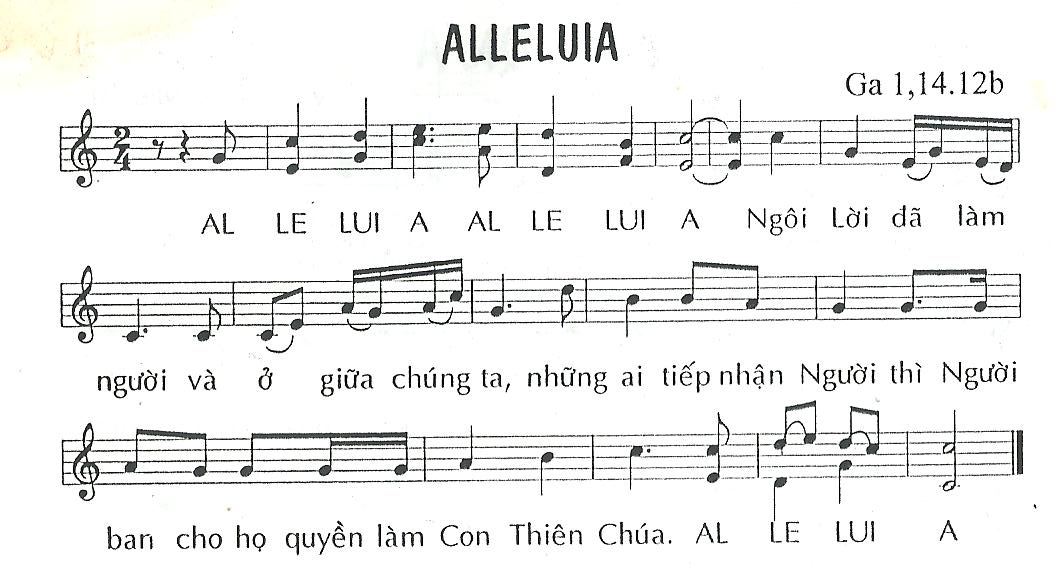 ALLELUIA
Ga 1,14.12b
2
4
AL LE LUI A AL LE LUI A Ngôi Lời đã làm
người và ở giữa chúng ta, những ai tiếp nhận Người thì Người
ban cho họ quyền làm Con Thiên Chúa. AL LE LUI A